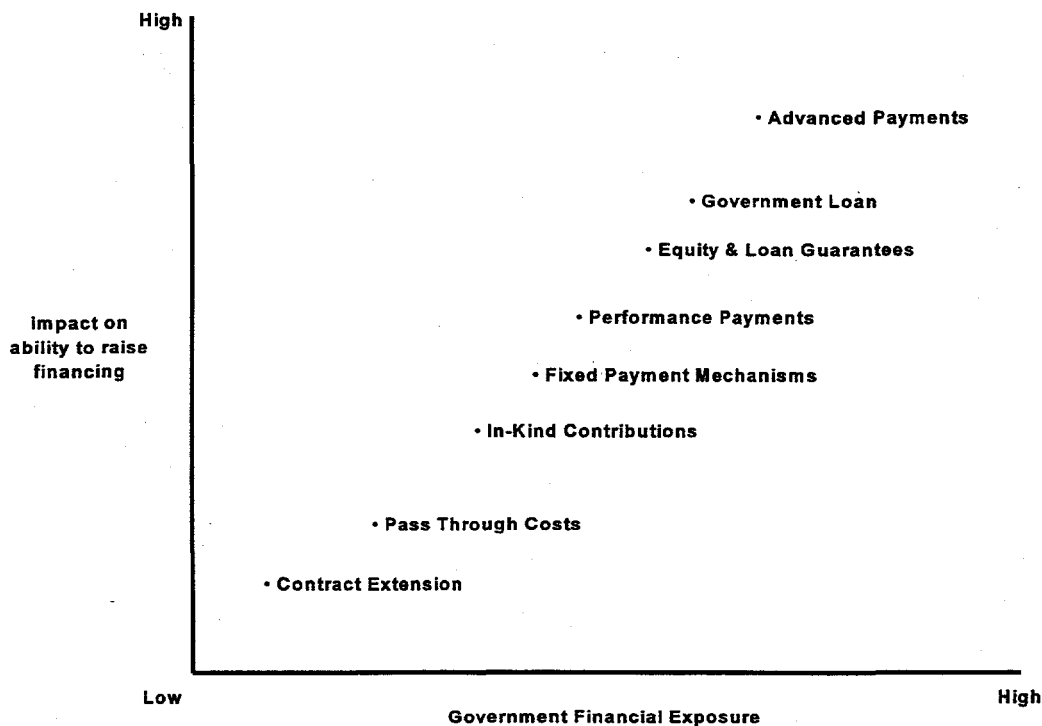 High
• Advanced Payments
• Government Loan
• Equity & Loan Guarantees
• Performance Payments
impact on
ability to raise
financing
• Fixed Payment Mechanisms
• In-Kind Contributions
• Pass Through Costs
• Contract Extension
Low
High
Government Financial Exposure